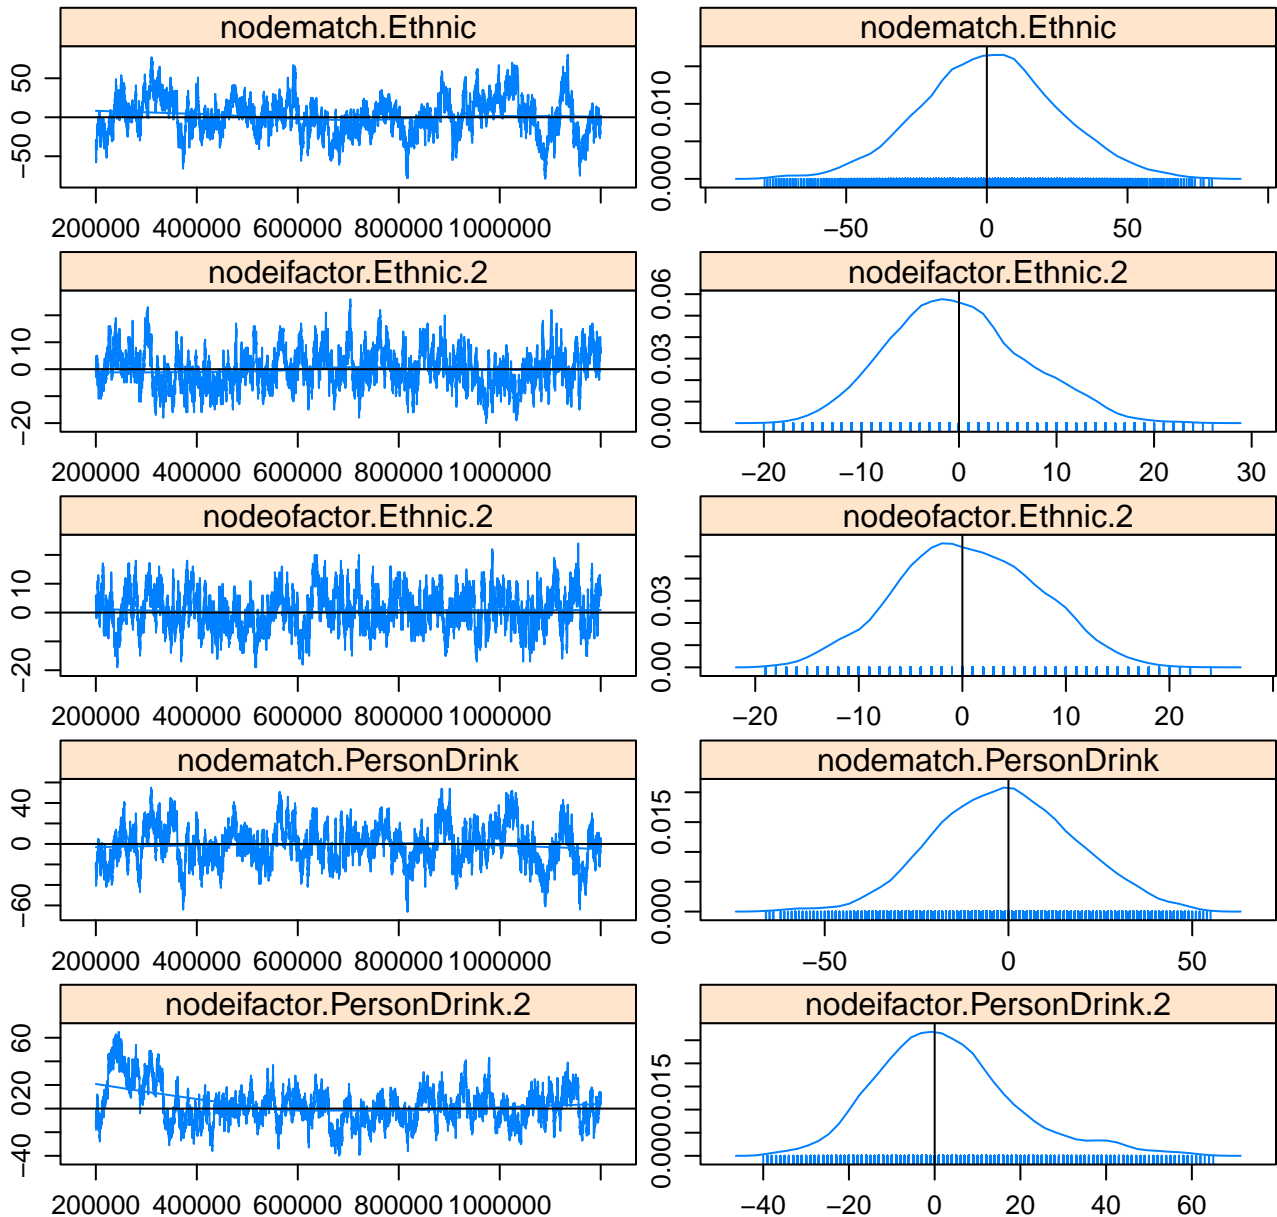 nodematch.Ethnic
−50 0 50
200000 400000 600000 800000 1000000
nodematch.Ethnic
0.000 0.010
−50 0 50
nodeifactor.Ethnic.2
−20 0 10
200000 400000 600000 800000 1000000
nodeifactor.Ethnic.2
0.00 0.03 0.06
−20 −10 0 10 20 30
nodeofactor.Ethnic.2
−20 0 10
200000 400000 600000 800000 1000000
nodeofactor.Ethnic.2
0.00 0.03
−20 −10 0 10 20
nodematch.PersonDrink
−60 0 40
200000 400000 600000 800000 1000000
nodematch.PersonDrink
0.000 0.015
−50 0 50
nodeifactor.PersonDrink.2
−40 0 20 60
200000 400000 600000 800000 1000000
nodeifactor.PersonDrink.2
0.000 0.015
−40 −20 0 20 40 60